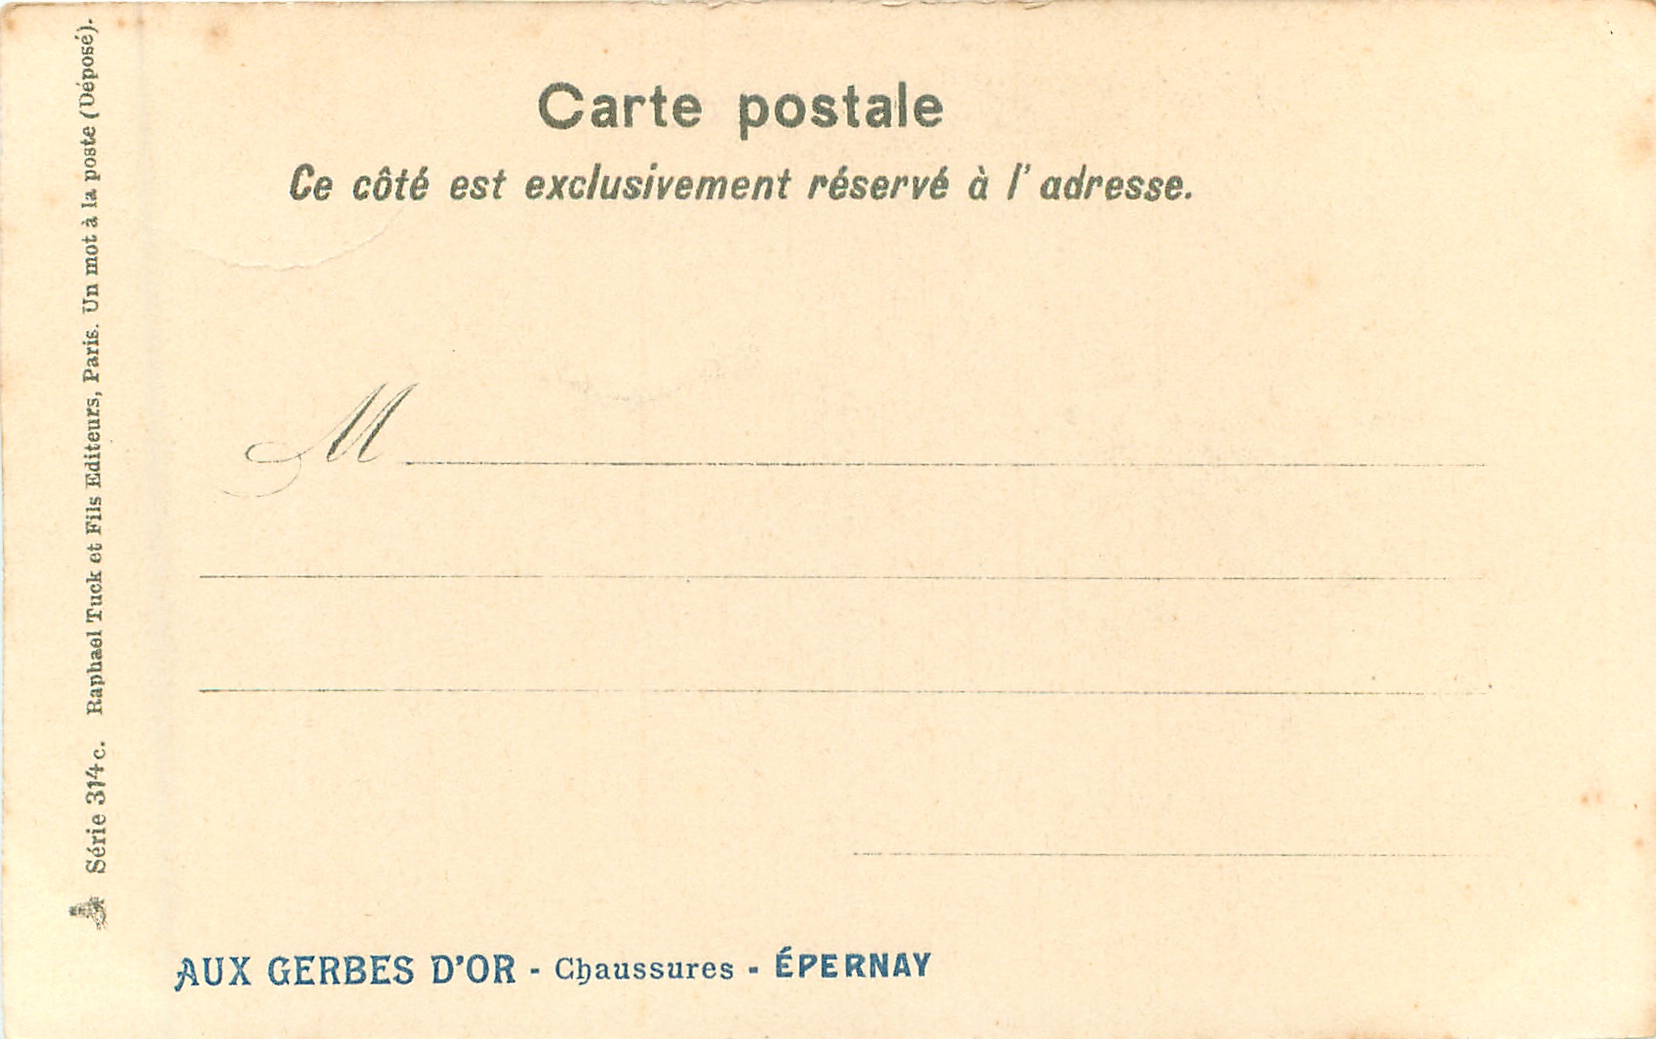 Carte postale
Ce côté est exclusivement réservé à l' adresse.
M
Série 314c. Raphael Tuck et Fils Editeurs, Paris. Un mot à la poste (Déposé).
AUX GERBES D'OR - Chaussures - ÉPERNAY